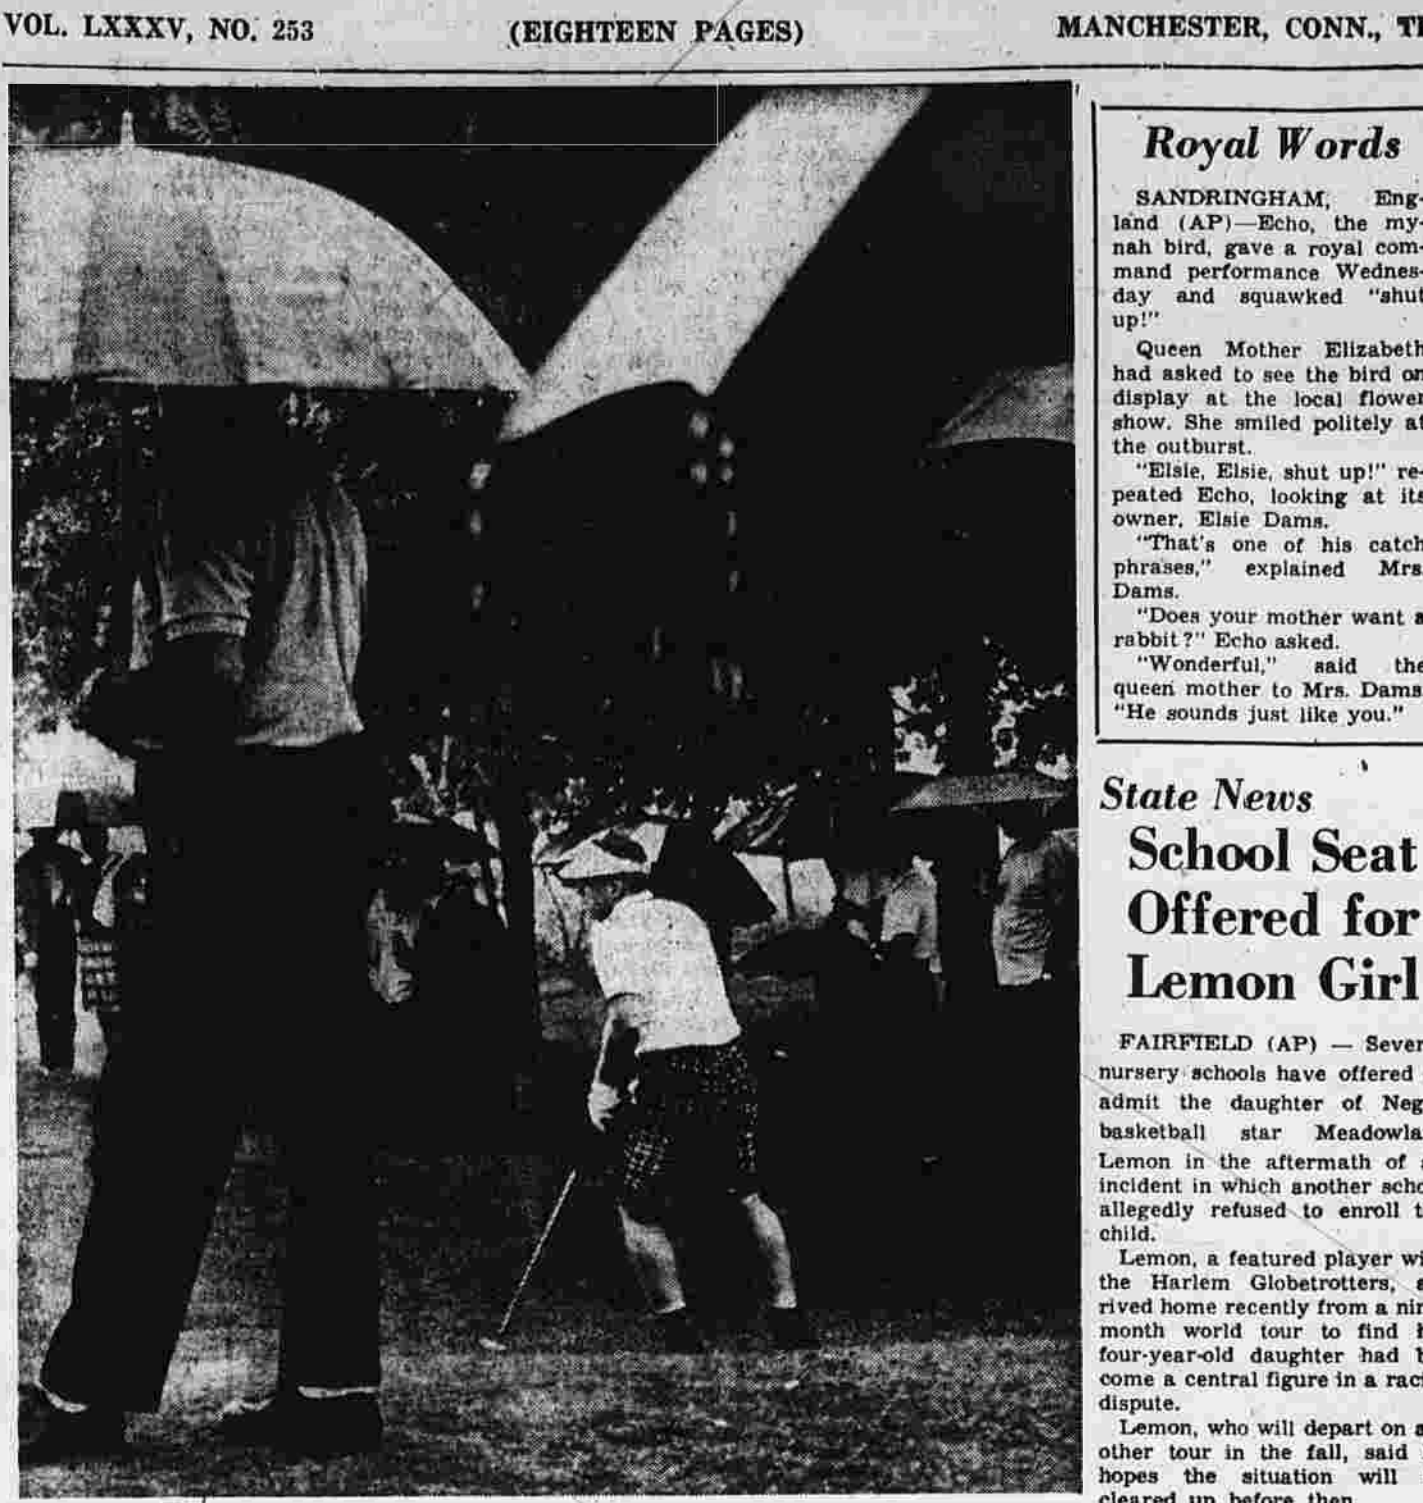 VOL. LXXXV, NO. 253
(EIGHTEEN PAGES)
MANCHESTER, CONN.,
Royal Words
SANDRINGHAM, Eng-
land (AP)—Echo, the my-
nah bird, gave a royal com-
mand performance Wednes-
day and squawked "shut
up!"
Queen Mother Elizabeth
had asked to see the bird on
display at the local flower
show. She smiled politely at
the outburst.
"Elsie, Elsie, shut up!" re-
peated Echo, looking at its
owner, Elsie Dams.
"That's one of his catch
phrases," explained Mrs.
Dams.
"Does your mother want a
rabbit?" Echo asked.
"Wonderful," said the
queen mother to Mrs. Dams.
"He sounds just like you."
State News
School Seat
Offered for
Lemon Girl
FAIRFIELD (AP) —
nursery schools have offered
admit the daughter of
basketball star
Lemon in the aftermath of
incident in which another
allegedly refused to enroll
child.
Lemon, a featured player
the Harlem Globetrotters,
rived home recently from a
month world tour to find
four-year-old daughter had
come a central figure in a
dispute.
Lemon, who will depart on
other tour in the fall, said
hopes the situation will
cleared up before then.